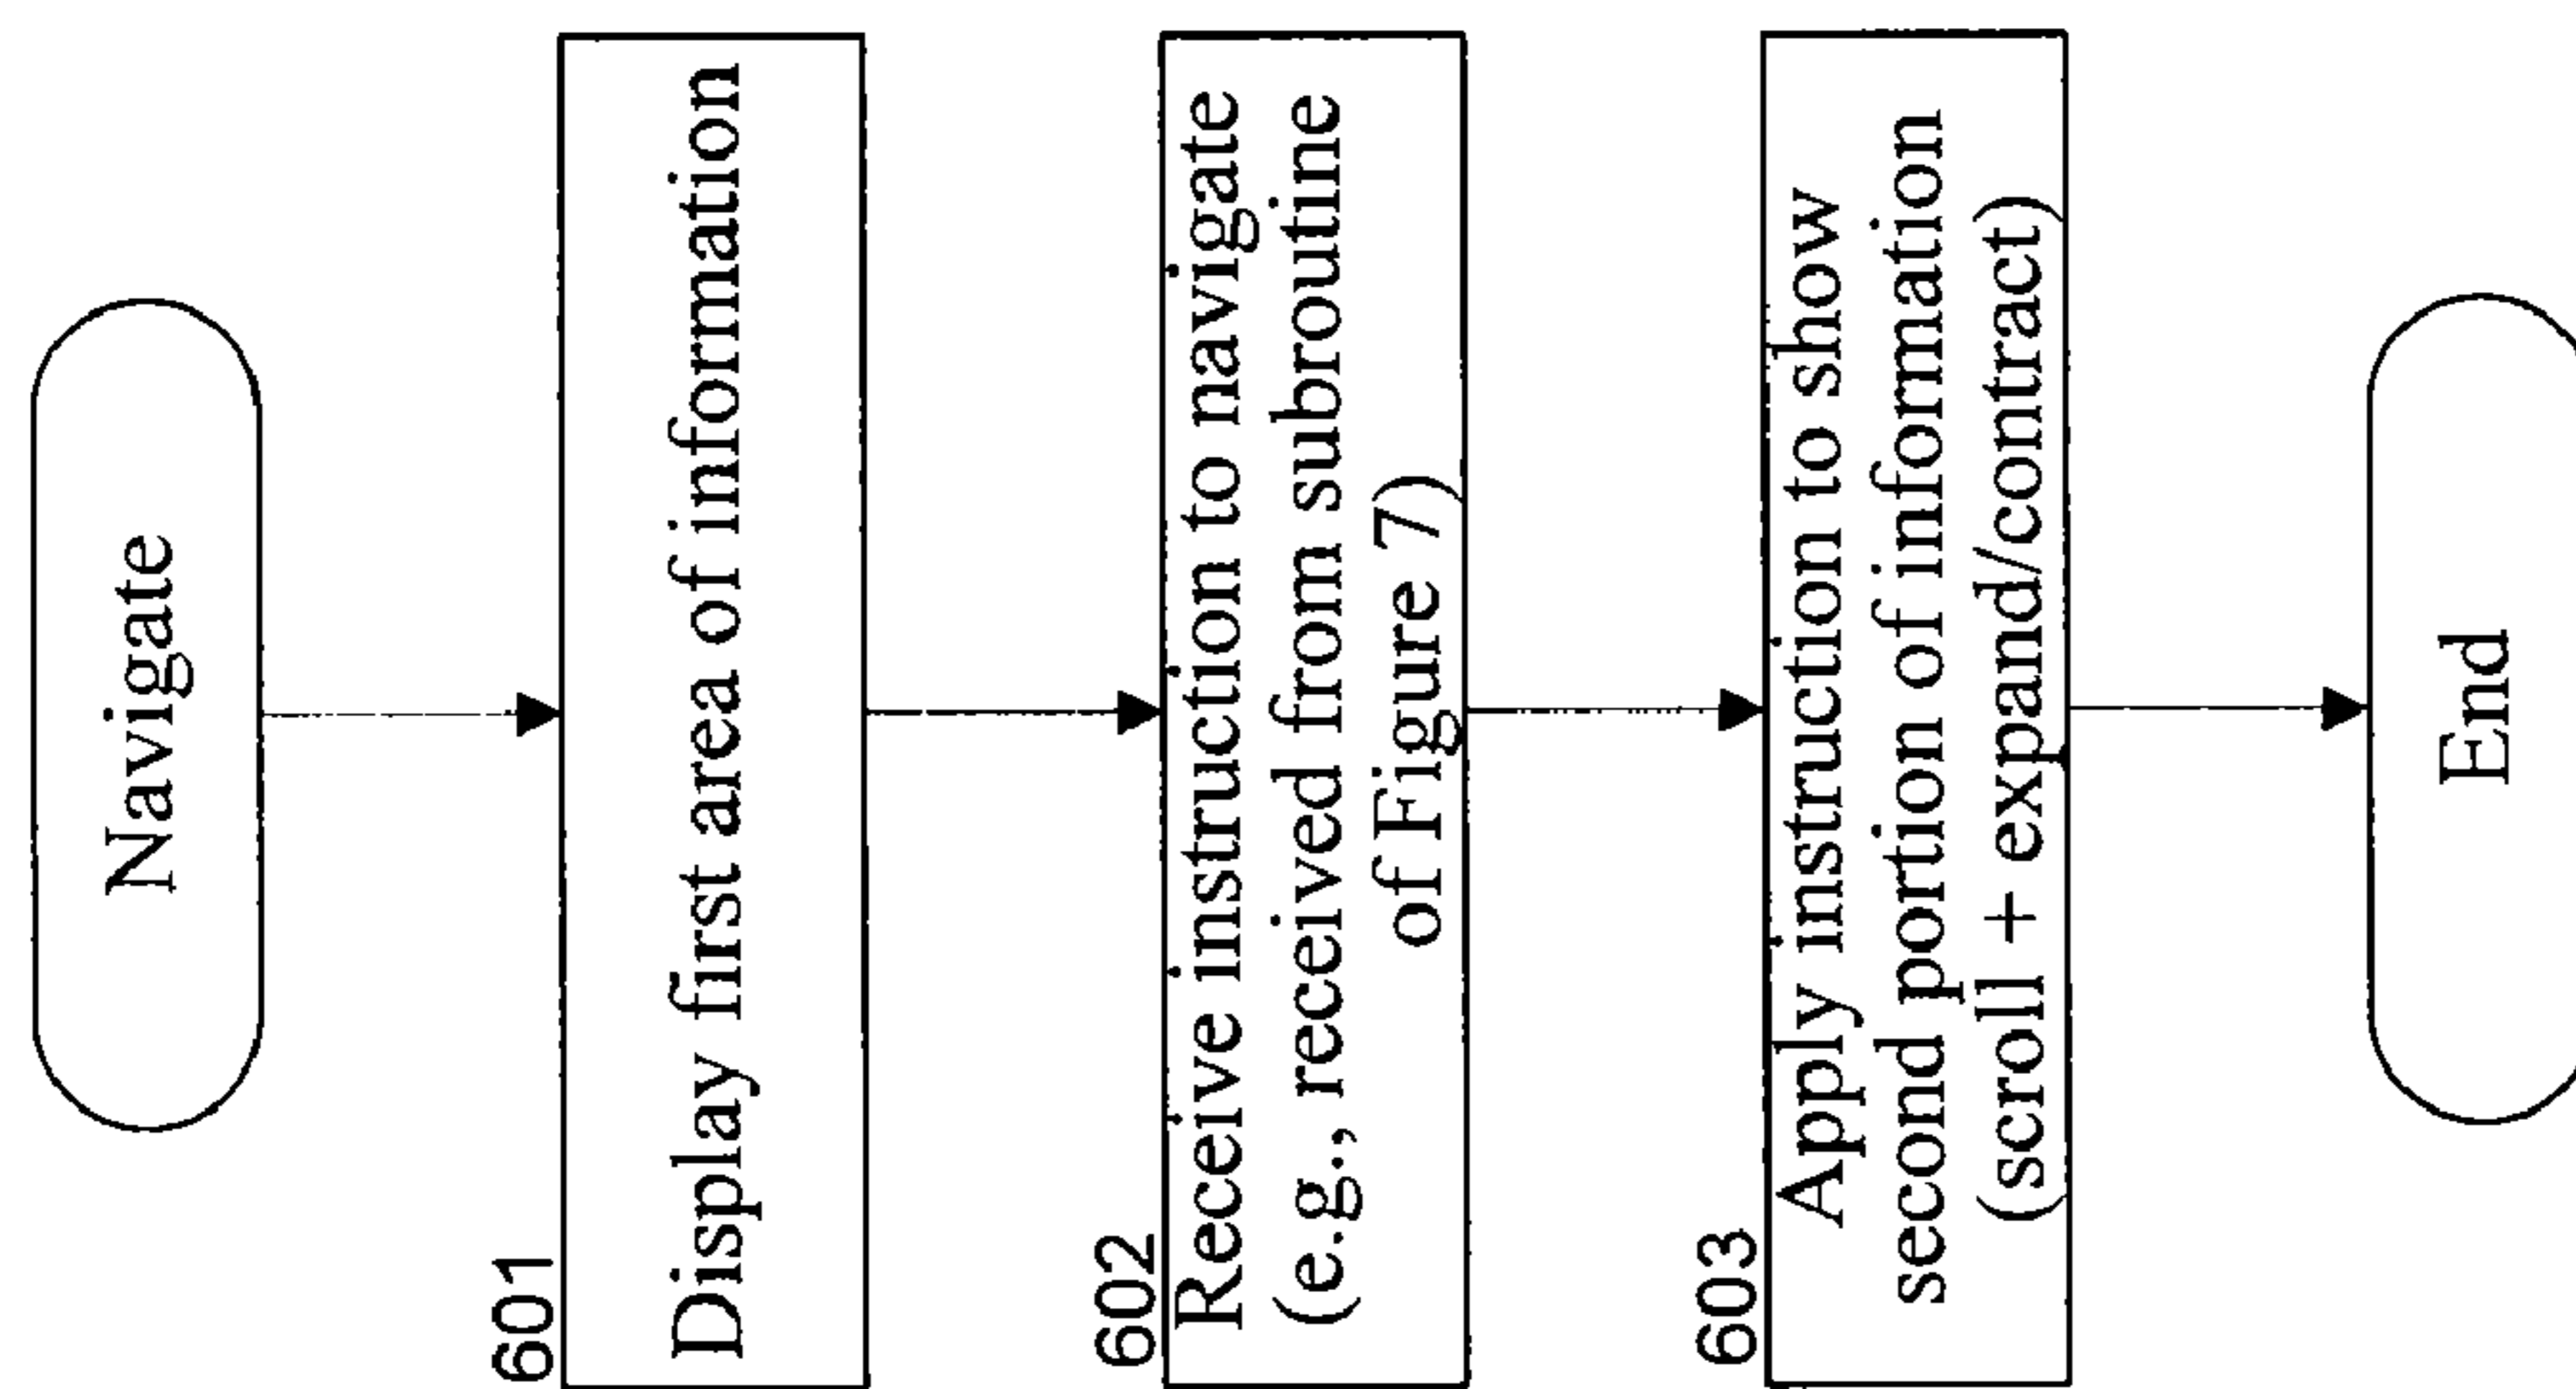 Navigate
601
Display first area of information
602
Receive instruction to navigate
(e.g., received from subroutine
of Figure 7)
603
Apply instruction to show
second portion of information
(scroll + expand/contract)
End